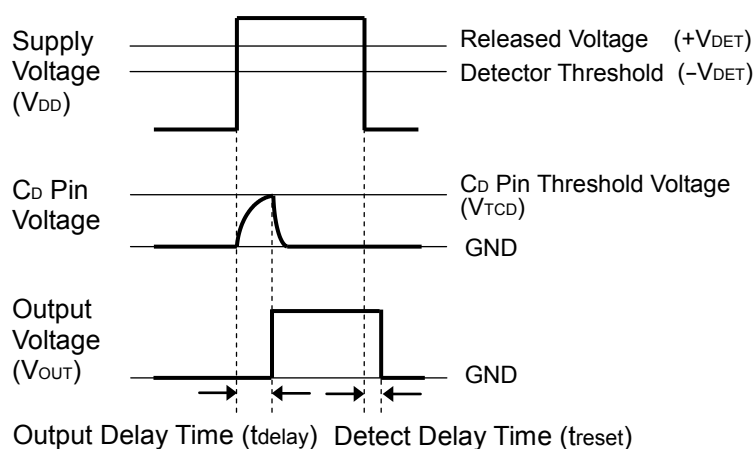 Supply
Voltage
(VDD)
Released Voltage (+VDET)
Detector Threshold (–VDET)
CD Pin
Voltage
CD Pin Threshold Voltage
(VTCD)
GND
Output
Voltage
(VOUT)
GND
Output Delay Time (tdelay) Detect Delay Time (treset)